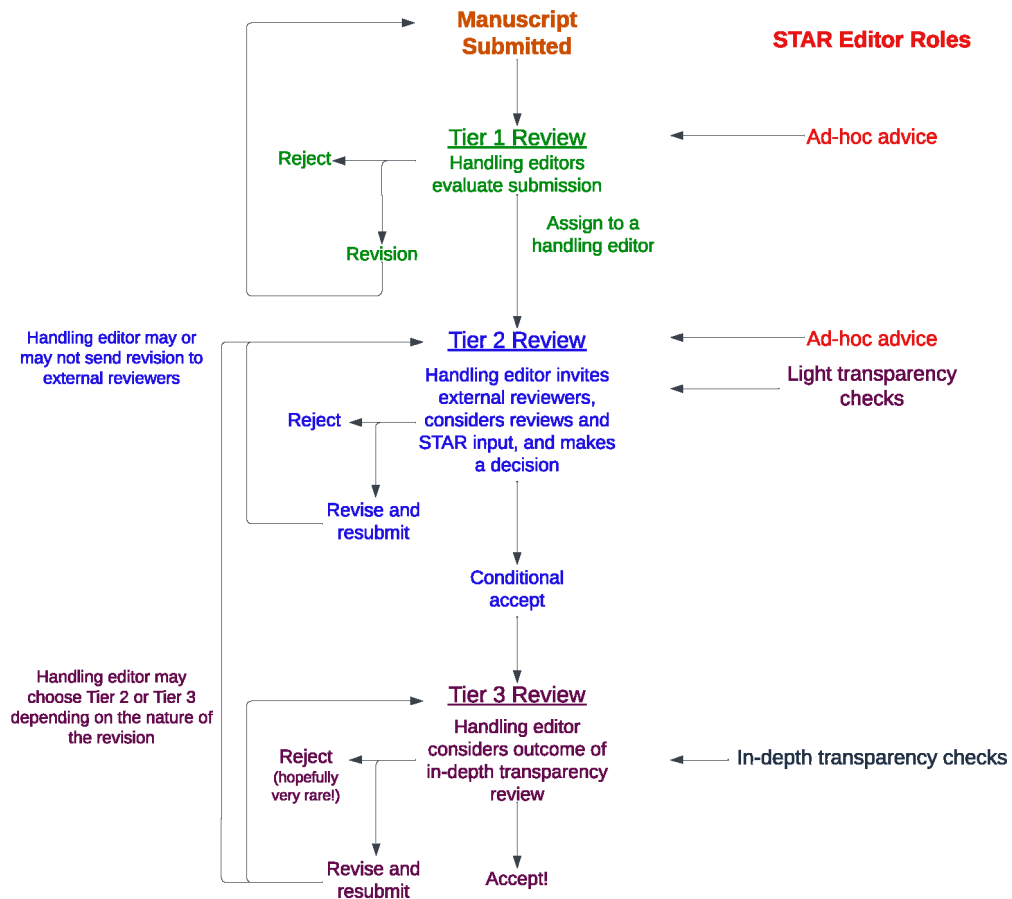 Manuscript
Submitted
STAR Editor Roles
Tier 1 Review
Handling editors
evaluate submission
Ad-hoc advice
Reject
Assign to a
handling editor
Revision
Handling editor may or
may not send revision to
external reviewers
Tier 2 Review
Handling editor invites
external reviewers,
considers reviews and
STAR input, and makes
a decision
Ad-hoc advice
Light transparency
checks
Reject
Revise and
resubmit
Conditional
accept
Handling editor may
choose Tier 2 or Tier 3
depending on the nature of
the revision
Tier 3 Review
Handling editor
considers outcome of
in-depth transparency
review
In-depth transparency checks
Reject
(hopefully
very rare!)
Revise and
resubmit
Accept!